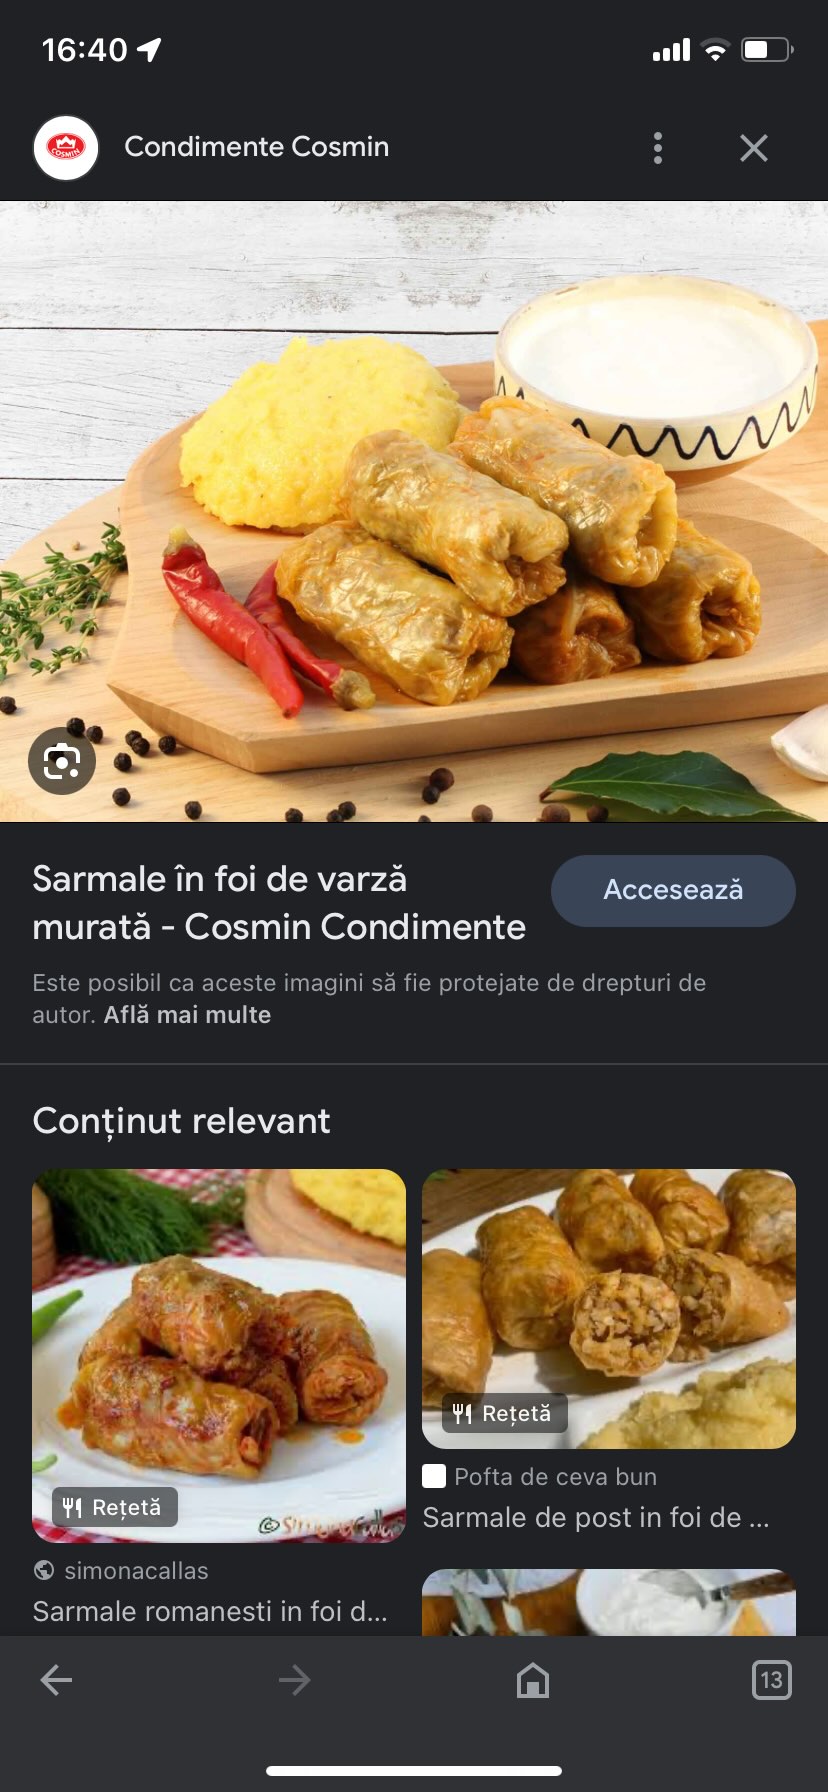 16:40
COSMIN
Condimente Cosmin
Sarmale în foi de varză
murată - Cosmin Condimente
Accesează
Este posibil ca aceste imagini să fie protejate de drepturi de
autor. Află mai multe
Conținut relevant
Rețetă
simonacallas
Sarmale romanesti in foi d...
Rețetă
Pofta de ceva bun
Sarmale de post in foi de ...
13